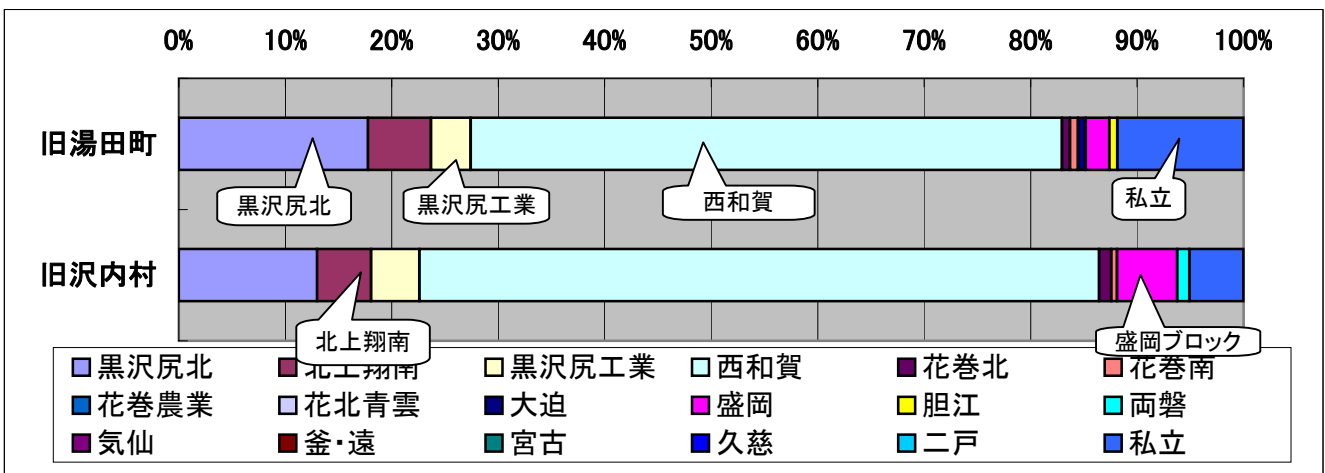 0% 10% 20% 30% 40% 50% 60% 70% 80% 90% 100%
旧湯田町
黒沢尻北 黒沢尻工業 西和賀 私立
旧沢内村
北上翔南 盛岡ブロック
黒沢尻北 北上翔南 黒沢尻工業 西和賀 花巻北 花巻南
花巻農業 花北青雲 大迫 盛岡 胆江 両磐
気仙 釜・遠 宮古 久慈 二戸 私立